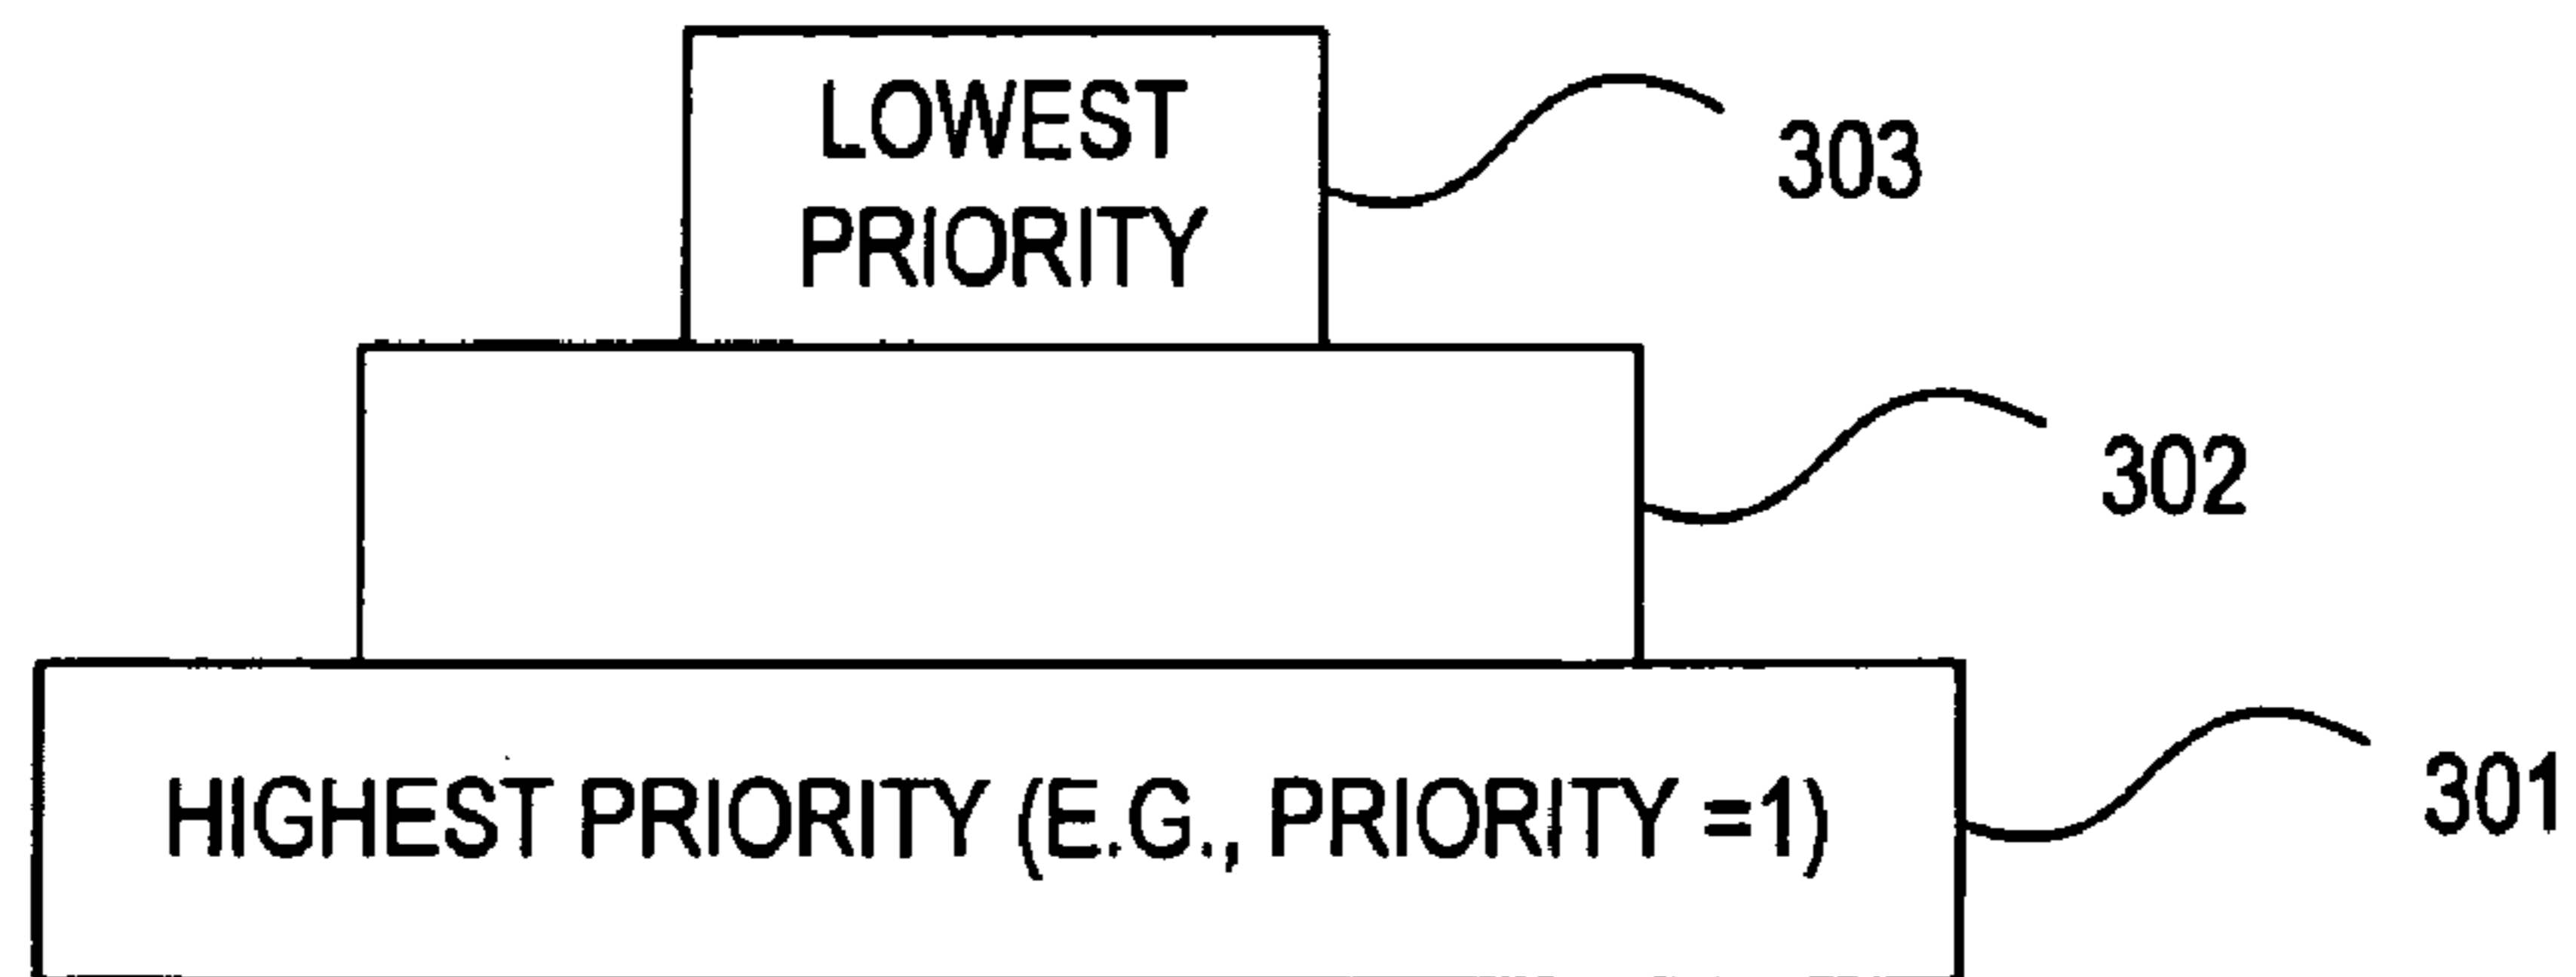 LOWEST
PRIORITY
303
302
HIGHEST PRIORITY (E.G., PRIORITY =1)
301